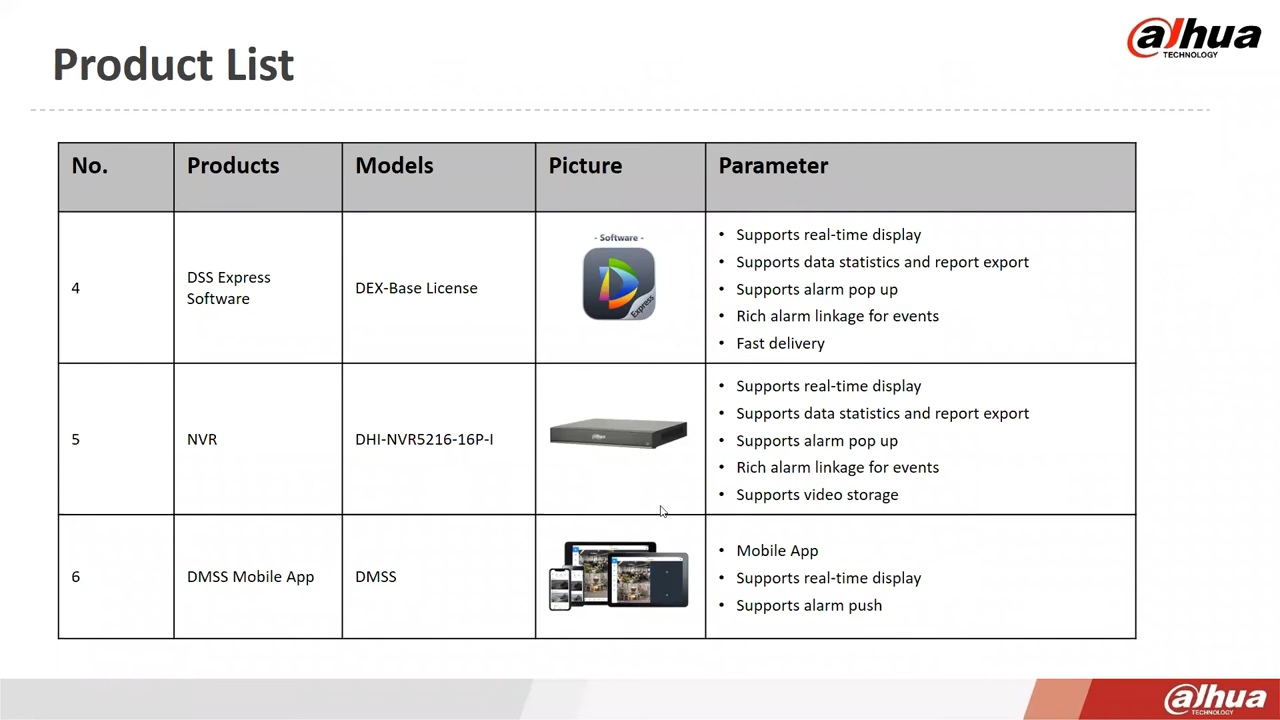 Product List
alhua
TECHNOLOGY
No. Products Models Picture Parameter
4
DSS Express
Software
DEX-Base License
- Software -
Express
• Supports real-time display
• Supports data statistics and report export
• Supports alarm pop up
• Rich alarm linkage for events
• Fast delivery
5
NVR
DHI-NVR5216-16P-I
alhua
• Supports real-time display
• Supports data statistics and report export
• Supports alarm pop up
• Rich alarm linkage for events
• Supports video storage
6
DMSS Mobile App
DMSS
• Mobile App
• Supports real-time display
• Supports alarm push
alhua
TECHNOLOGY